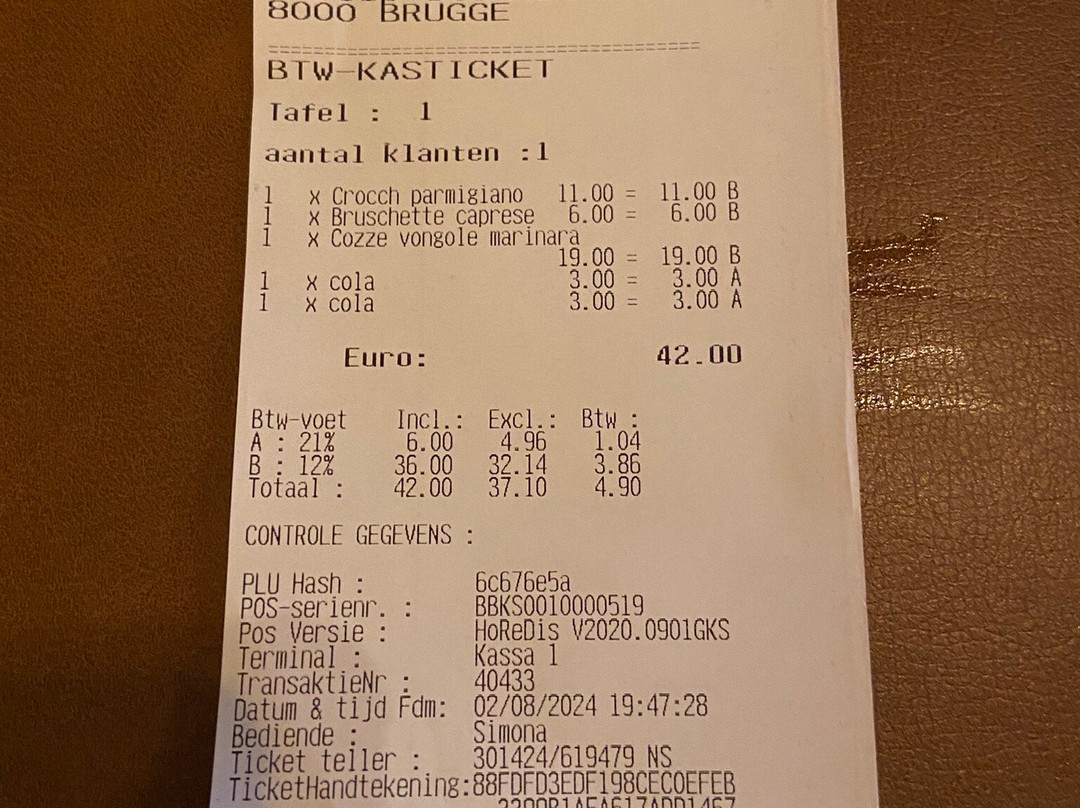 8000 BRUGGE
========================================
BTW-KASTICKET
Tafel : 1
aantal klanten :1
1 x Crocch parmigiano 11.00 = 11.00 B
1 x Bruschette caprese 6.00 = 6.00 B
1 x Cozze vongole marinara
19.00 = 19.00 B
1 x cola 3.00 = 3.00 A
1 x cola 3.00 = 3.00 A
Euro: 42.00
Btw-voet Incl.: Excl.: Btw :
A : 21% 6.00 4.96 1.04
B : 12% 36.00 32.14 3.86
Totaal : 42.00 37.10 4.90
CONTROLE GEGEVENS :
PLU Hash : 6c676e5a
POS-serienr. : BBKS0010000519
Pos Versie : HoReDis V2020.0901GKS
Terminal : Kassa 1
TransaktieNr : 40433
Datum & tijd Fdm: 02/08/2024 19:47:28
Bediende : Simona
Ticket teller : 301424/619479 NS
TicketHandtekening:88FDFD3EDF198CEC0EFEB